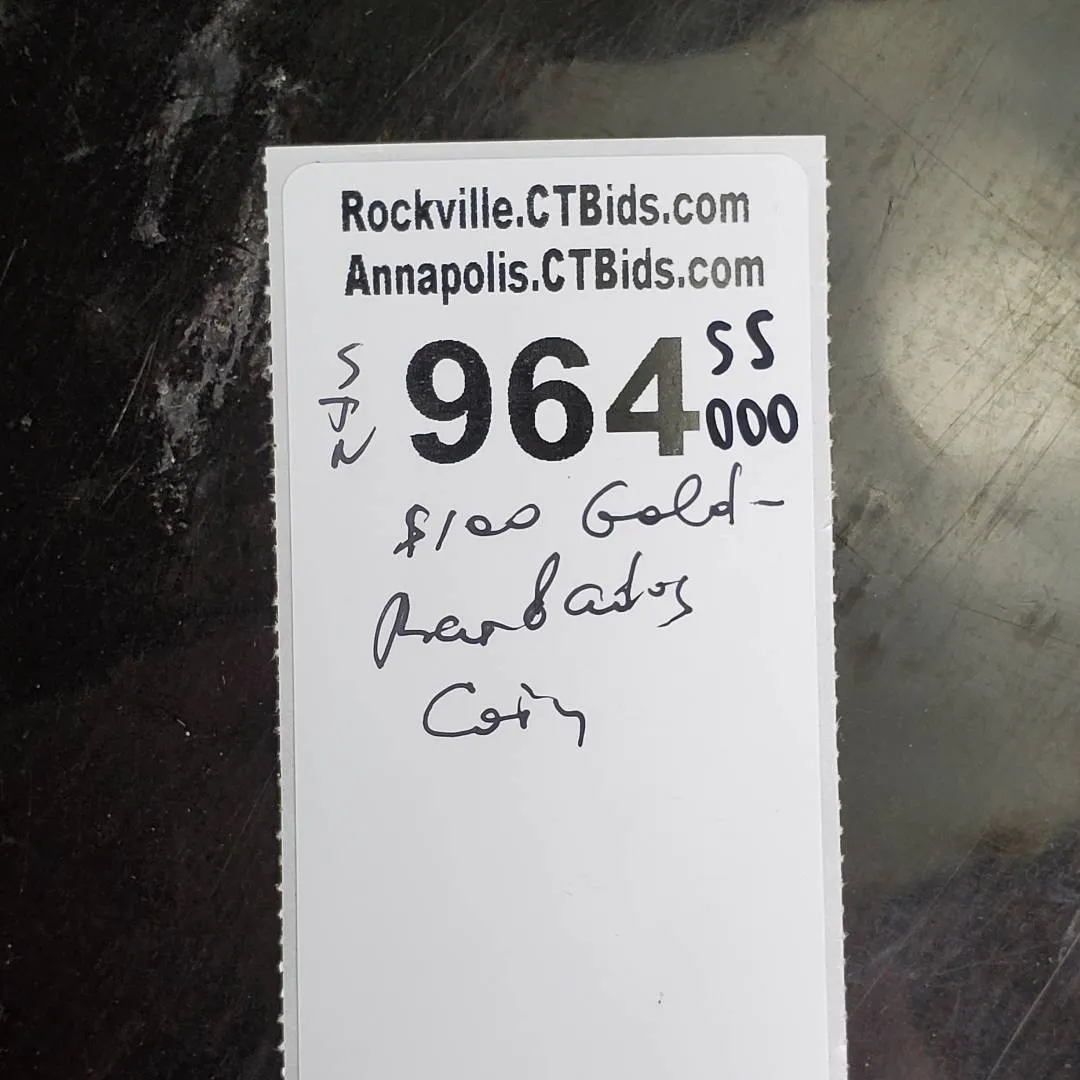 Rockville.CTBids.com
Annapolis.CTBids.com
964 SS
000
$100 Gold-
Barbados
Coin